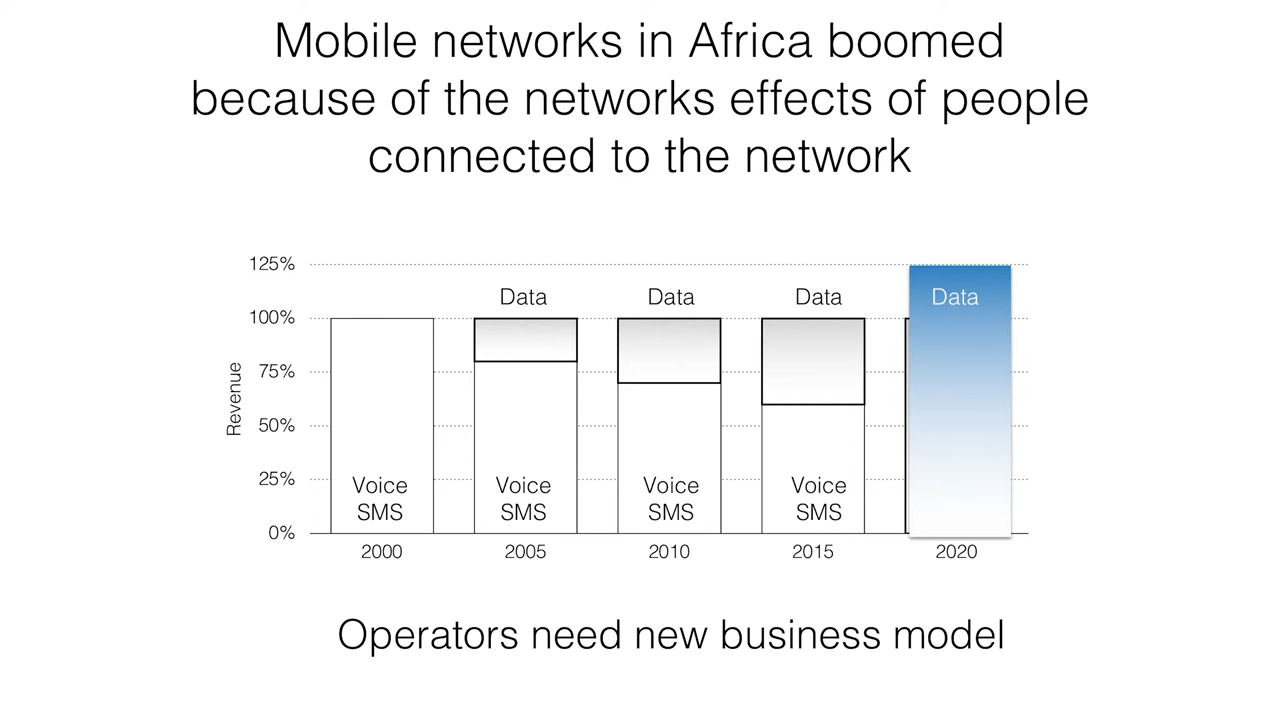 Mobile networks in Africa boomed
because of the networks effects of people
connected to the network
125%
Data Data Data Data
100%
75%
Revenue
50%
25%
Voice Voice Voice Voice
SMS SMS SMS SMS
0%
2000 2005 2010 2015 2020
Operators need new business model